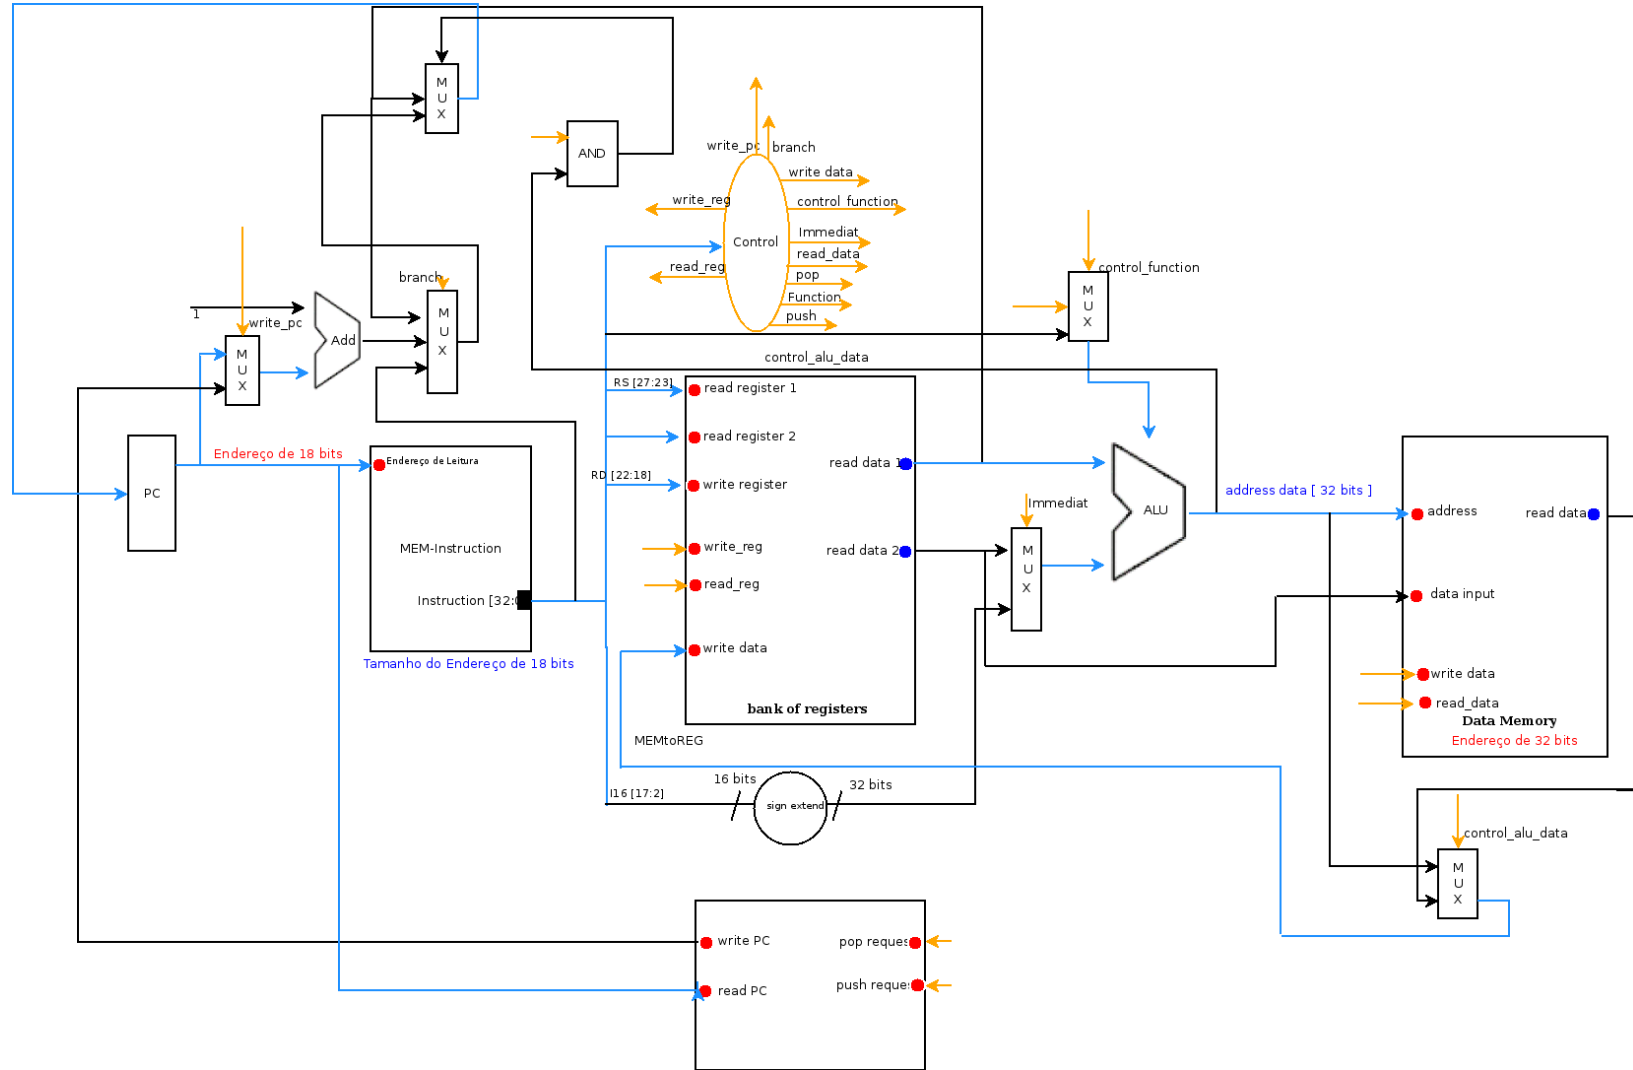 M
U
X
AND
write_pc
branch
write data
write_reg
control_function
Control
Immediat
read_data
read_reg
pop
Function
push
control_function
M
U
X
branch
M
U
X
1
write_pc
Add
M
U
X
control_alu_data
RS [27:23]
read register 1
read register 2
Endereço de 18 bits
Endereço de Leitura
read data 1
RD [22:18]
write register
PC
Immediat
address data [ 32 bits ]
ALU
address
read data
MEM-Instruction
write_reg
read data 2
M
U
X
read_reg
Instruction [32:0
data input
write data
Tamanho do Endereço de 18 bits
write data
read_data
bank of registers
Data Memory
MEMtoREG
Endereço de 32 bits
16 bits
32 bits
I16 [17:2]
sign extend
control_alu_data
M
U
X
write PC
pop reques
read PC
push reque